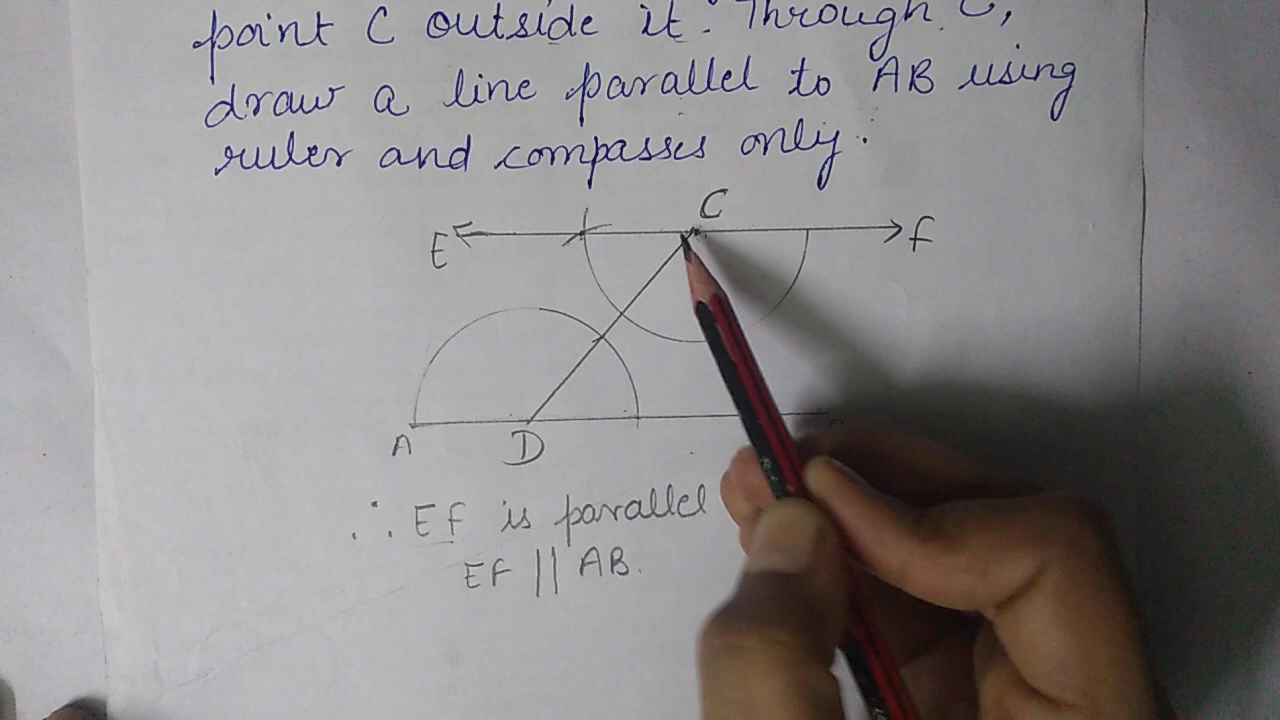 point C outside it. Through C,
draw a line parallel to AB using
ruler and compasses only.
C
E
F
A
D
∴ EF is parallel
EF || AB.